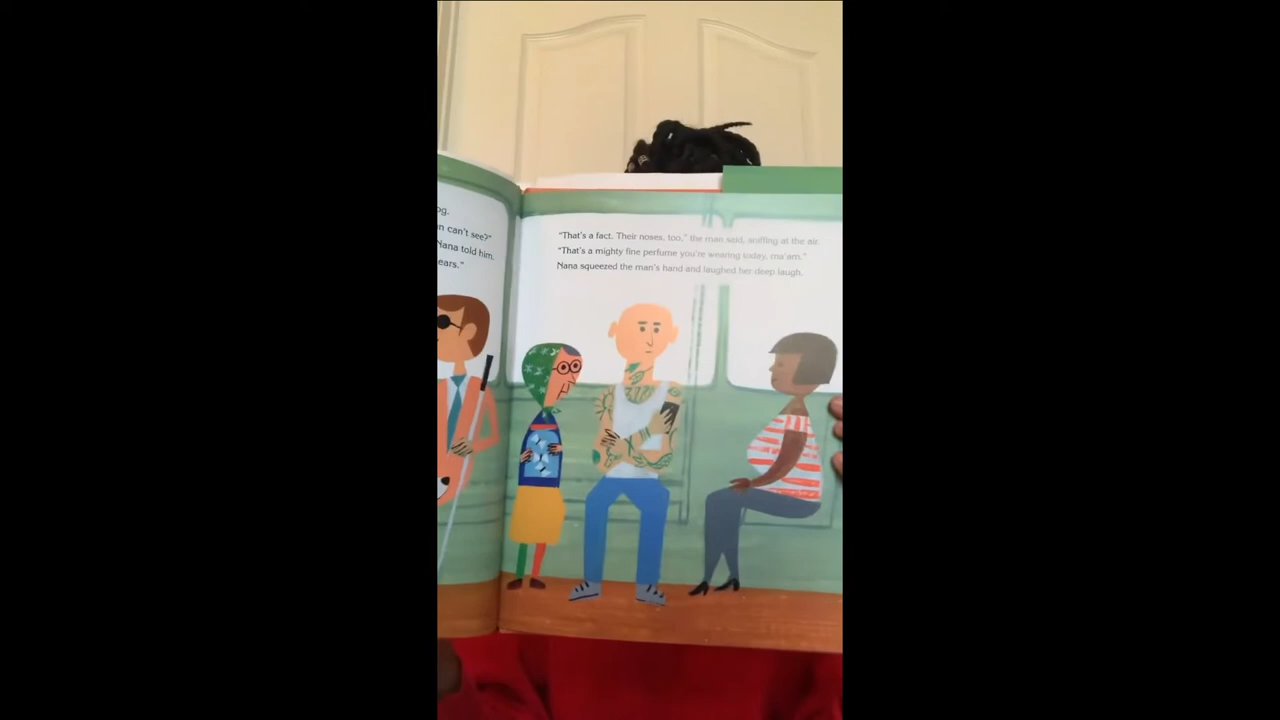 og.
n can't see?"
Nana told him.
ears."
"That's a fact. Their noses, too," the man said, sniffing at the air.
"That's a mighty fine perfume you're wearing today, ma'am."
Nana squeezed the man's hand and laughed her deep laugh.